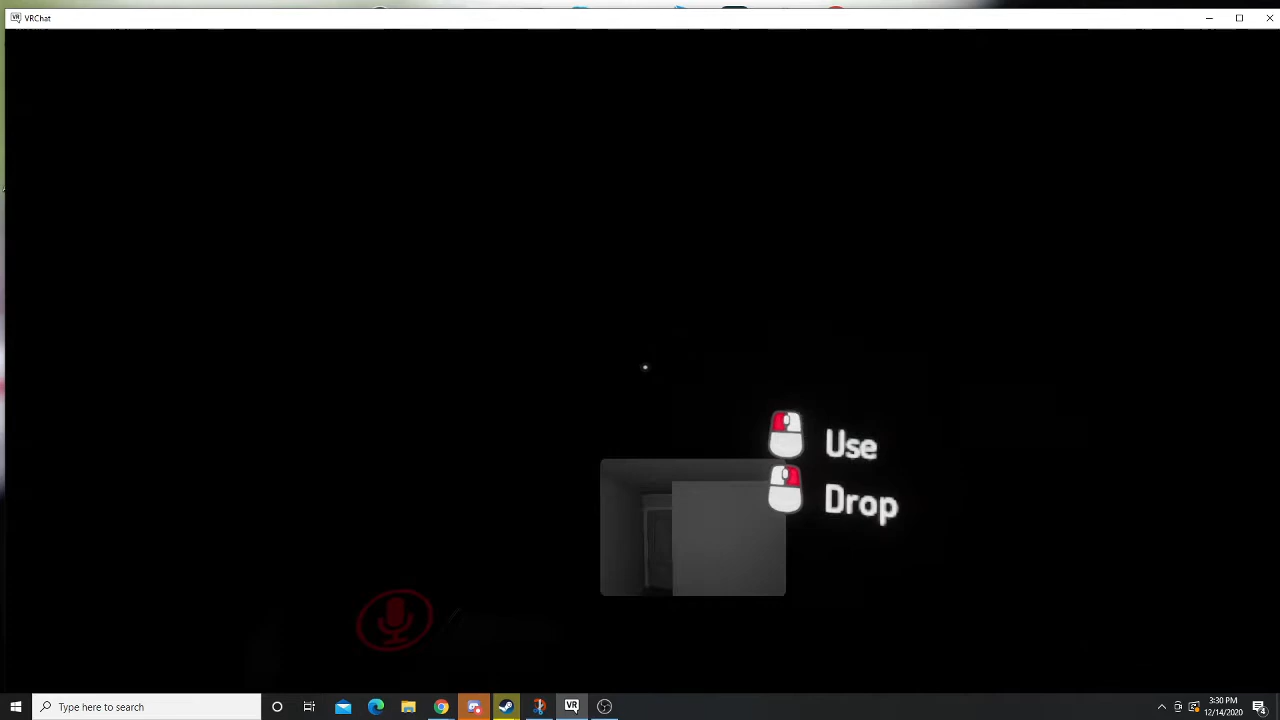 VRChat
Use
Drop
Type here to search
3:30 PM
12/14/2020